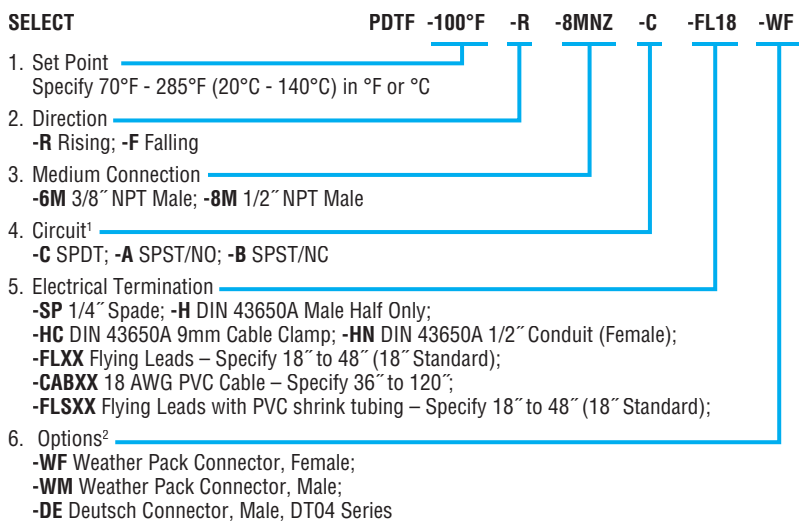 SELECT PDTF -100°F -R -8MNZ -C -FL18 -WF
1. Set Point
Specify 70°F - 285°F (20°C - 140°C) in °F or °C
2. Direction
-R Rising; -F Falling
3. Medium Connection
-6M 3/8˝ NPT Male; -8M 1/2˝ NPT Male
4. Circuit¹
-C SPDT; -A SPST/NO; -B SPST/NC
5. Electrical Termination
-SP 1/4˝ Spade; -H DIN 43650A Male Half Only;
-HC DIN 43650A 9mm Cable Clamp; -HN DIN 43650A 1/2˝ Conduit (Female);
-FLXX Flying Leads – Specify 18˝ to 48˝ (18˝ Standard);
-CABXX 18 AWG PVC Cable – Specify 36˝ to 120˝;
-FLSXX Flying Leads with PVC shrink tubing – Specify 18˝ to 48˝ (18˝ Standard);
6. Options²
-WF Weather Pack Connector, Female;
-WM Weather Pack Connector, Male;
-DE Deutsch Connector, Male, DT04 Series